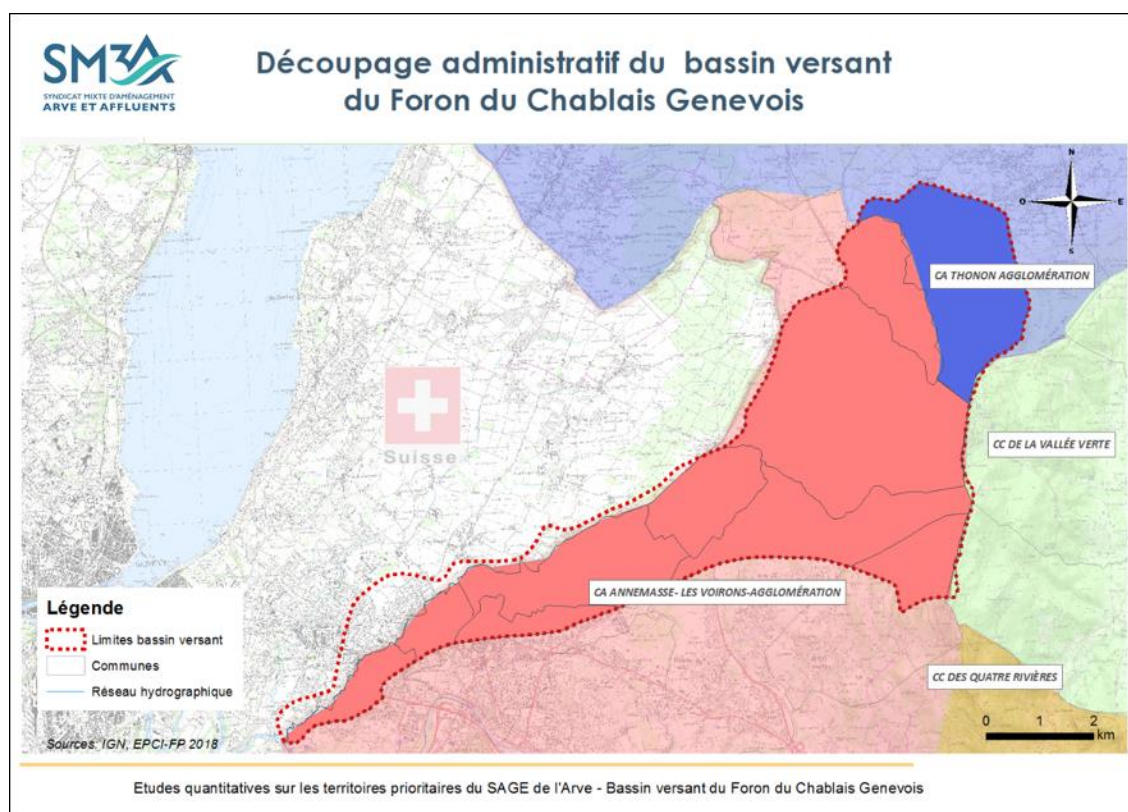 SM3A
SYNDICAT MIXTE D'AMÉNAGEMENT
ARVE ET AFFLUENTS
Découpage administratif du bassin versant
du Foron du Chablais Genevois
N
O
E
S
CA THONON AGGLOMÉRATION
Suisse
CC DE LA VALLÉE VERTE
CA ANNEMASSE- LES VOIRONS-AGGLOMÉRATION
CC DES QUATRE RIVIÈRES
Légende
Limites bassin versant
Communes
Réseau hydrographique
0 1 2
km
Sources: IGN, EPCI-FP 2018
Etudes quantitatives sur les territoires prioritaires du SAGE de l'Arve - Bassin versant du Foron du Chablais Genevois